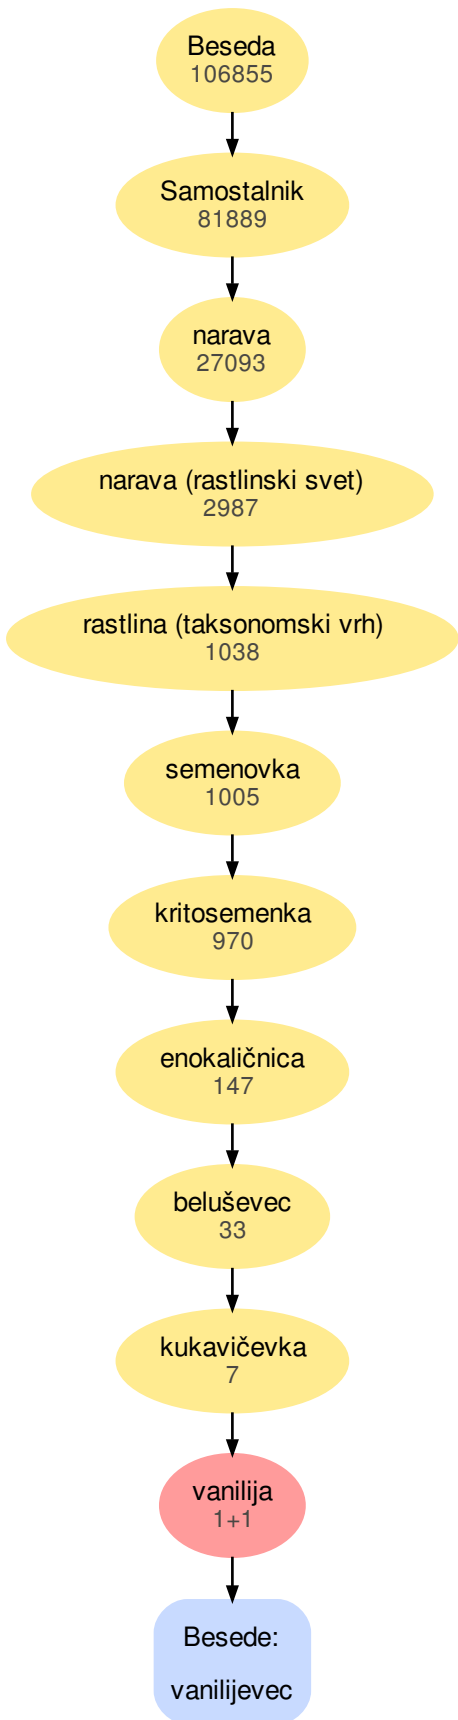 Beseda
106855
Samostalnik
81889
narava
27093
narava (rastlinski svet)
2987
rastlina (taksonomski vrh)
1038
semenovka
1005
kritosemenka
970
enokaličnica
147
beluševec
33
kukavičevka
7
vanilija
1+1
Besede:
vanilijevec